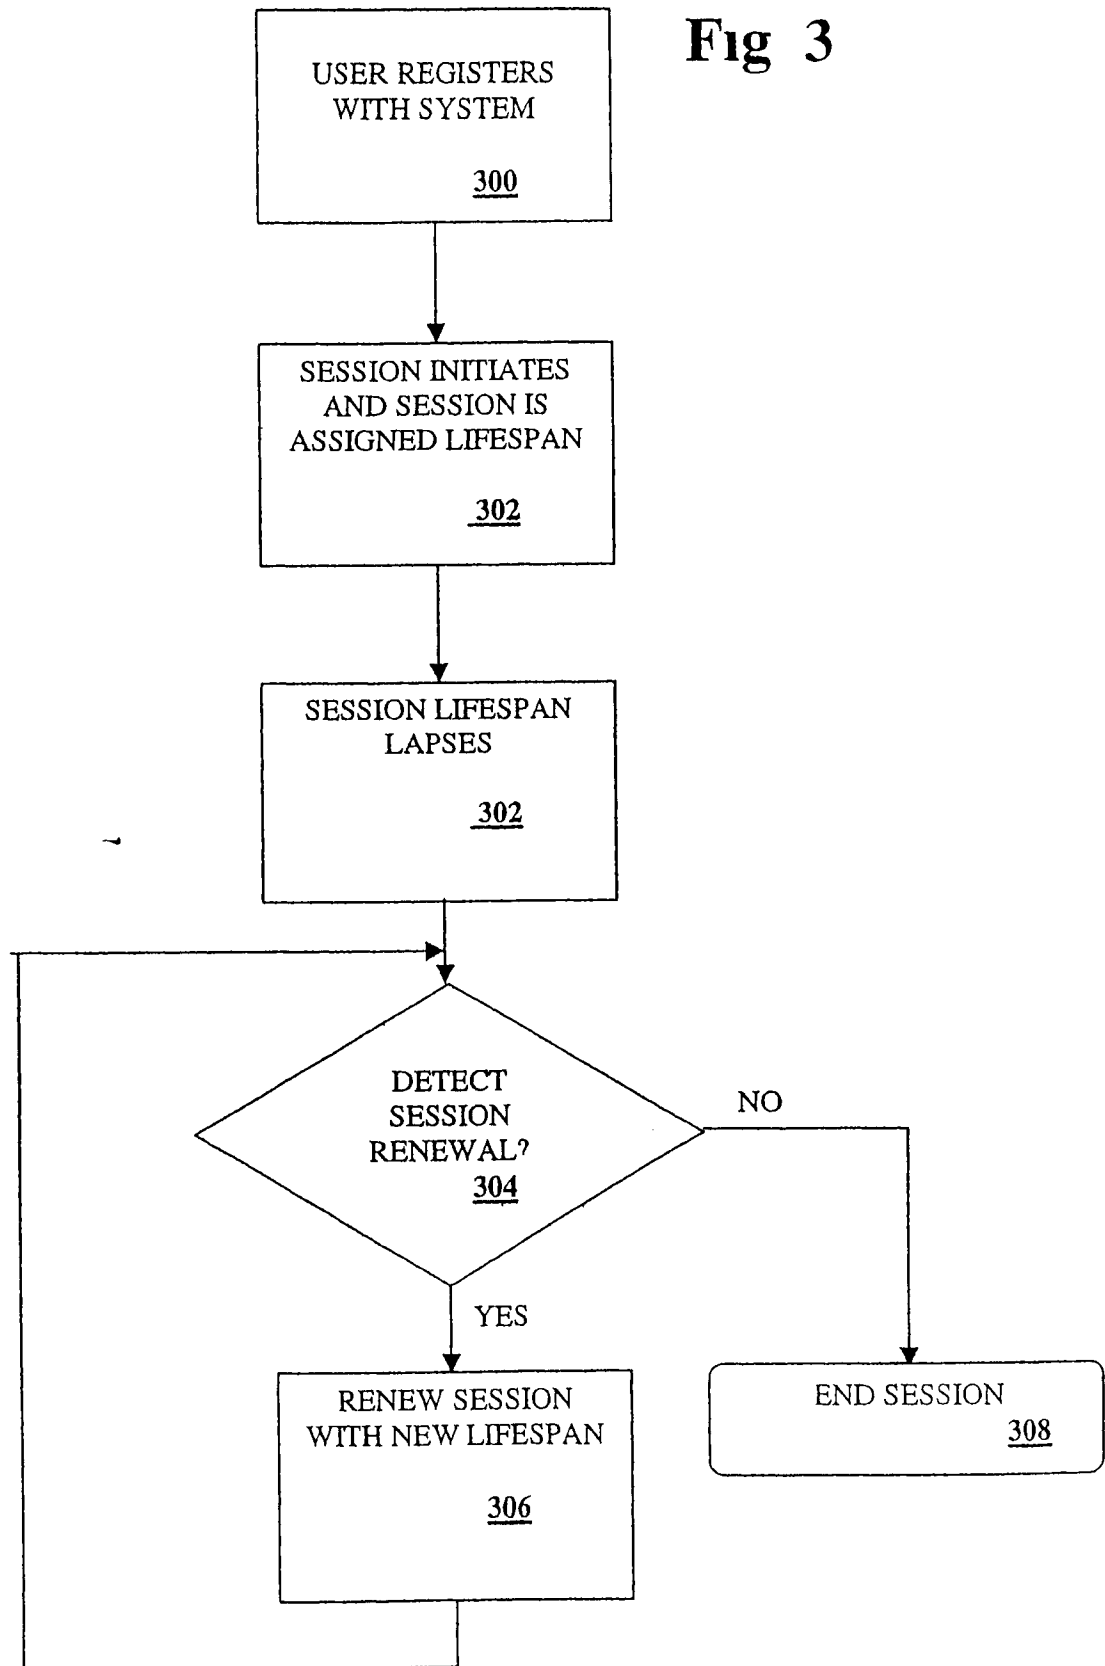 Fig 3
USER REGISTERS
WITH SYSTEM
300
SESSION INITIATES
AND SESSION IS
ASSIGNED LIFESPAN
302
SESSION LIFESPAN
LAPSES
302
DETECT
SESSION
RENEWAL?
304
NO
YES
RENEW SESSION
WITH NEW LIFESPAN
306
END SESSION
308